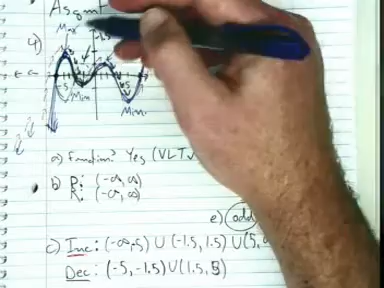 Asgmt
4)
Max
Min
Min.
a) Function? Yes (VLT
b) D: (-∞, ∞)
R: (-∞, ∞)
e) odd
c) Inc: (-∞, 5) ∪ (-1.5, 1.5) ∪ (5,
Dec: (-5, -1.5) ∪ (1.5, 5)